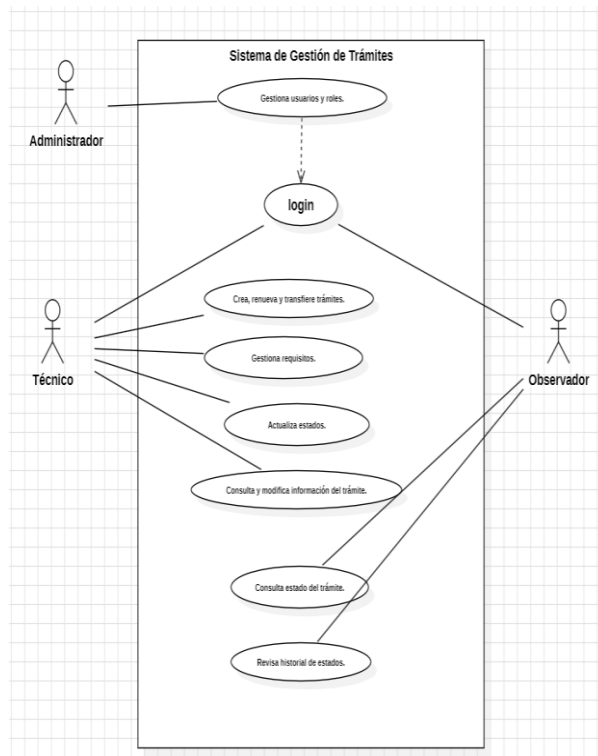 Sistema de Gestión de Trámites
Gestiona usuarios y roles.
Administrador
login
Crea, renueva y transfiere trámites.
Gestiona requisitos.
Técnico
Observador
Actualiza estados.
Consulta y modifica información del trámite.
Consulta estado del trámite.
Revisa historial de estados.